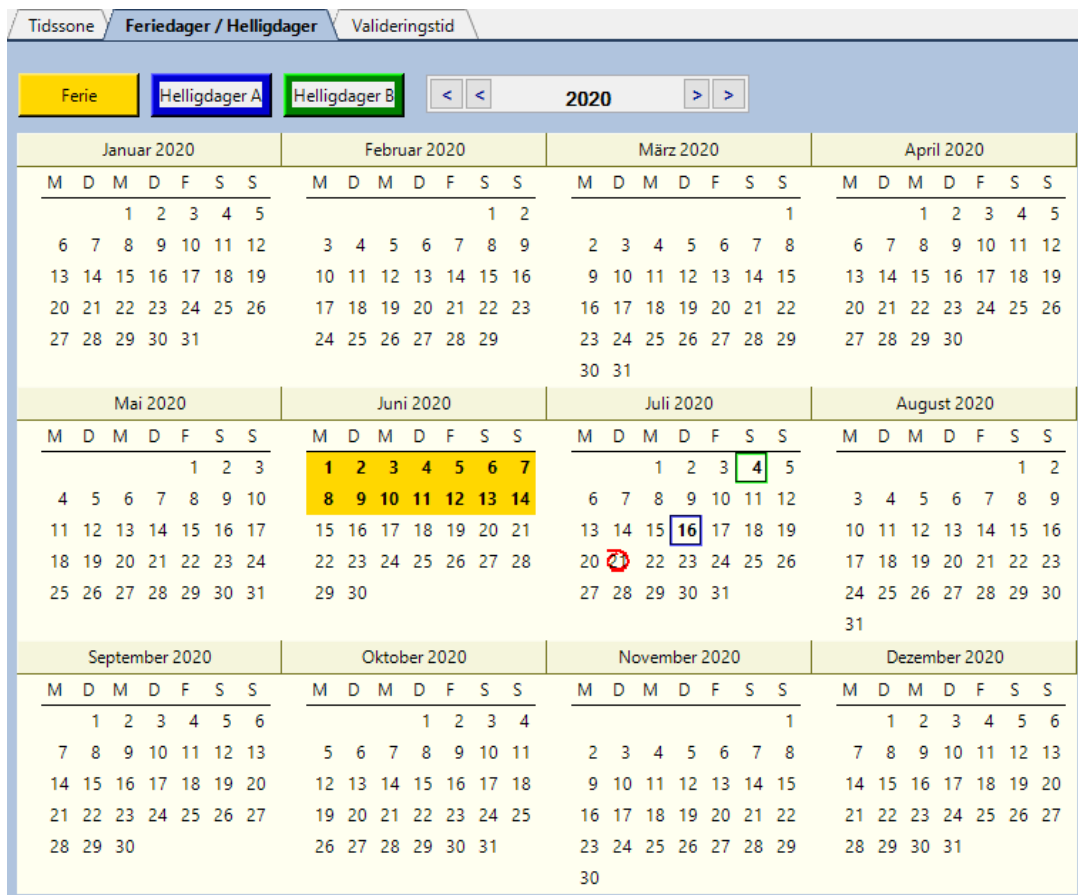 Tidssone Feriedager / Helligdager Valideringstid
Ferie Helligdager A Helligdager B < < 2020 > >
Januar 2020 Februar 2020 März 2020 April 2020
M D M D F S S M D M D F S S M D M D F S S M D M D F S S
1 2 3 4 5 1 2 1 1 2 3 4 5
6 7 8 9 10 11 12 3 4 5 6 7 8 9 2 3 4 5 6 7 8 6 7 8 9 10 11 12
13 14 15 16 17 18 19 10 11 12 13 14 15 16 9 10 11 12 13 14 15 13 14 15 16 17 18 19
20 21 22 23 24 25 26 17 18 19 20 21 22 23 16 17 18 19 20 21 22 20 21 22 23 24 25 26
27 28 29 30 31 24 25 26 27 28 29 23 24 25 26 27 28 29 27 28 29 30
30 31
Mai 2020 Juni 2020 Juli 2020 August 2020
M D M D F S S M D M D F S S M D M D F S S M D M D F S S
1 2 3 1 2 3 4 5 6 7 1 2 3 4 5 1 2
4 5 6 7 8 9 10 8 9 10 11 12 13 14 6 7 8 9 10 11 12 3 4 5 6 7 8 9
11 12 13 14 15 16 17 15 16 17 18 19 20 21 13 14 15 16 17 18 19 10 11 12 13 14 15 16
18 19 20 21 22 23 24 22 23 24 25 26 27 28 20 21 22 23 24 25 26 17 18 19 20 21 22 23
25 26 27 28 29 30 31 29 30 27 28 29 30 31 24 25 26 27 28 29 30
31
September 2020 Oktober 2020 November 2020 Dezember 2020
M D M D F S S M D M D F S S M D M D F S S M D M D F S S
1 2 3 4 5 6 1 2 3 4 1 1 2 3 4 5 6
7 8 9 10 11 12 13 5 6 7 8 9 10 11 2 3 4 5 6 7 8 7 8 9 10 11 12 13
14 15 16 17 18 19 20 12 13 14 15 16 17 18 9 10 11 12 13 14 15 14 15 16 17 18 19 20
21 22 23 24 25 26 27 19 20 21 22 23 24 25 16 17 18 19 20 21 22 21 22 23 24 25 26 27
28 29 30 26 27 28 29 30 31 23 24 25 26 27 28 29 28 29 30 31
30